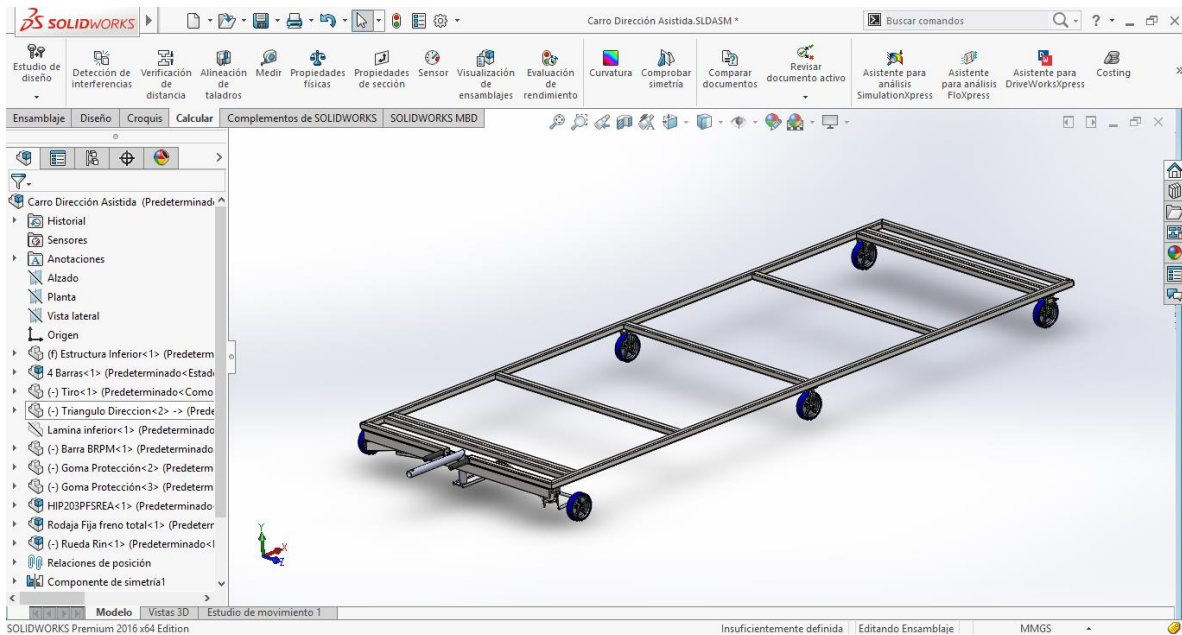 SOLIDWORKS
Carro Dirección Asistida.SLDASM *
Buscar comandos
Estudio de diseño
Detección de interferencias
Verificación de distancia
Alineación de taladros
Medir
Propiedades físicas
Propiedades de sección
Sensor
Visualización de ensamblajes
Evaluación de rendimiento
Curvatura
Comprobar simetría
Comparar documentos
Revisar documento activo
Asistente para análisis SimulationXpress
Asistente para análisis FloXpress
Asistente para DriveWorksXpress
Costing
Ensamblaje Diseño Croquis Calcular Complementos de SOLIDWORKS SOLIDWORKS MBD
Carro Dirección Asistida (Predeterminad
Historial
Sensores
Anotaciones
Alzado
Planta
Vista lateral
Origen
(f) Estructura Inferior<1> (Predeterm
4 Barras<1> (Predeterminado<Estad
(-) Tiro<1> (Predeterminado<Como
(-) Triangulo Direccion<2> -> (Prede
Lamina inferior<1> (Predeterminado
(-) Barra BRPM<1> (Predeterminado
(-) Goma Protección<2> (Predeterm
(-) Goma Protección<3> (Predeterm
HIP203PFSREA<1> (Predeterminado
Rodaja Fija freno total<1> (Predeterr
(-) Rueda Rin<1> (Predeterminado<
Relaciones de posición
Componente de simetría1
Y
X
Z
Modelo Vistas 3D Estudio de movimiento 1
SOLIDWORKS Premium 2016 x64 Edition
Insuficientemente definida Editando Ensamblaje MMGS